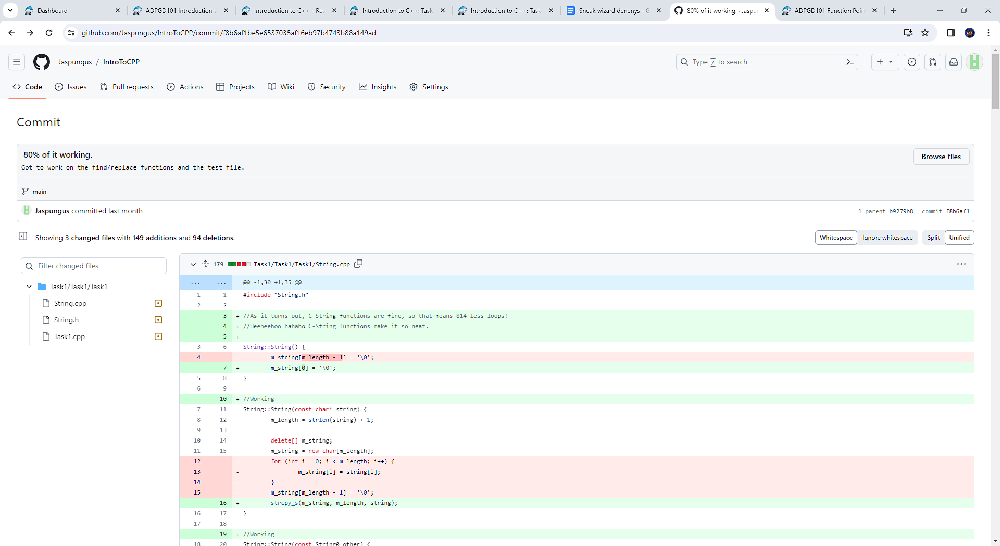 Dashboard
ADPGD101 Introduction t
Introduction to C++ - Res
Introduction to C++: Task
Introduction to C++: Task
Sneak wizard denenys - G
80% of it working. · Jaspu
ADPGD101 Function Poin
github.com/Jaspungus/IntroToCPP/commit/f8b6af1be5e6537035af16eb97b4743b88a149ad
Jaspungus / IntroToCPP
Type / to search
Code Issues Pull requests Actions Projects Wiki Insights Security Settings
Commit
80% of it working.
Browse files
Got to work on the find/replace functions and the test file.
main
Jaspungus committed last month
1 parent b9279b8 commit f8b6af1
Showing 3 changed files with 149 additions and 94 deletions.
Whitespace Ignore whitespace Split Unified
Filter changed files
Task1/Task1/Task1
String.cpp
String.h
Task1.cpp
179 Task1/Task1/Task1/String.cpp
... ... @@ -1,30 +1,35 @@
1 1 #include "String.h"
2 2
3 + //As it turns out, C-String functions are fine, so that means 814 less loops!
4 + //Heeheehoo hahaho C-String functions make it so neat.
5 +
3 6 String::String() {
4 - m_string[m_length - 1] = '\0';
7 + m_string[0] = '\0';
5 8 }
6 9
10 + //Working
7 11 String::String(const char* string) {
8 12 m_length = strlen(string) + 1;
9 13
10 14 delete[] m_string;
11 15 m_string = new char[m_length];
12 - for (int i = 0; i < m_length; i++) {
13 - m_string[i] = string[i];
14 - }
15 - m_string[m_length - 1] = '\0';
16 + strcpy_s(m_string, m_length, string);
16 17 }
17 18
19 + //Working
18 20 String::String(const String& other) {